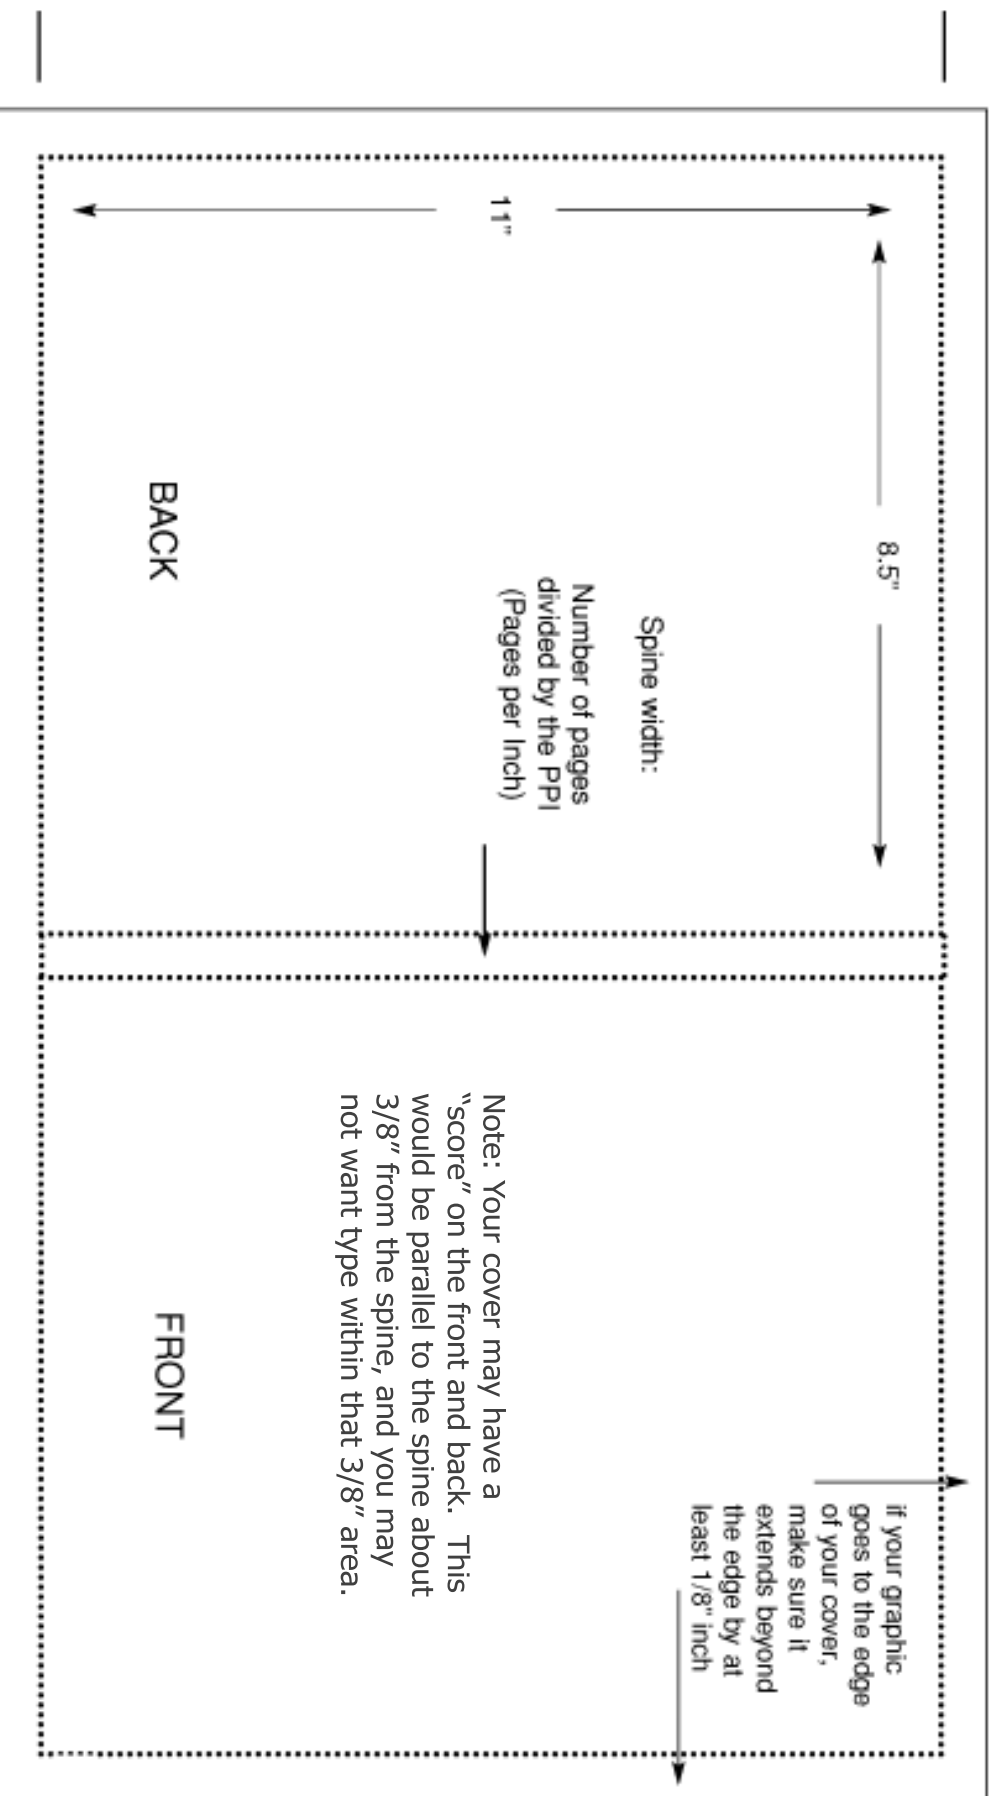 8.5"
11"
Spine width:
Number of pages
divided by the PPI
(Pages per Inch)
BACK
if your graphic
goes to the edge
of your cover,
make sure it
extends beyond
the edge by at
least 1/8" inch
Note: Your cover may have a
“score” on the front and back.  This
would be parallel to the spine about
3/8” from the spine, and you may
not want type within that 3/8” area.
FRONT